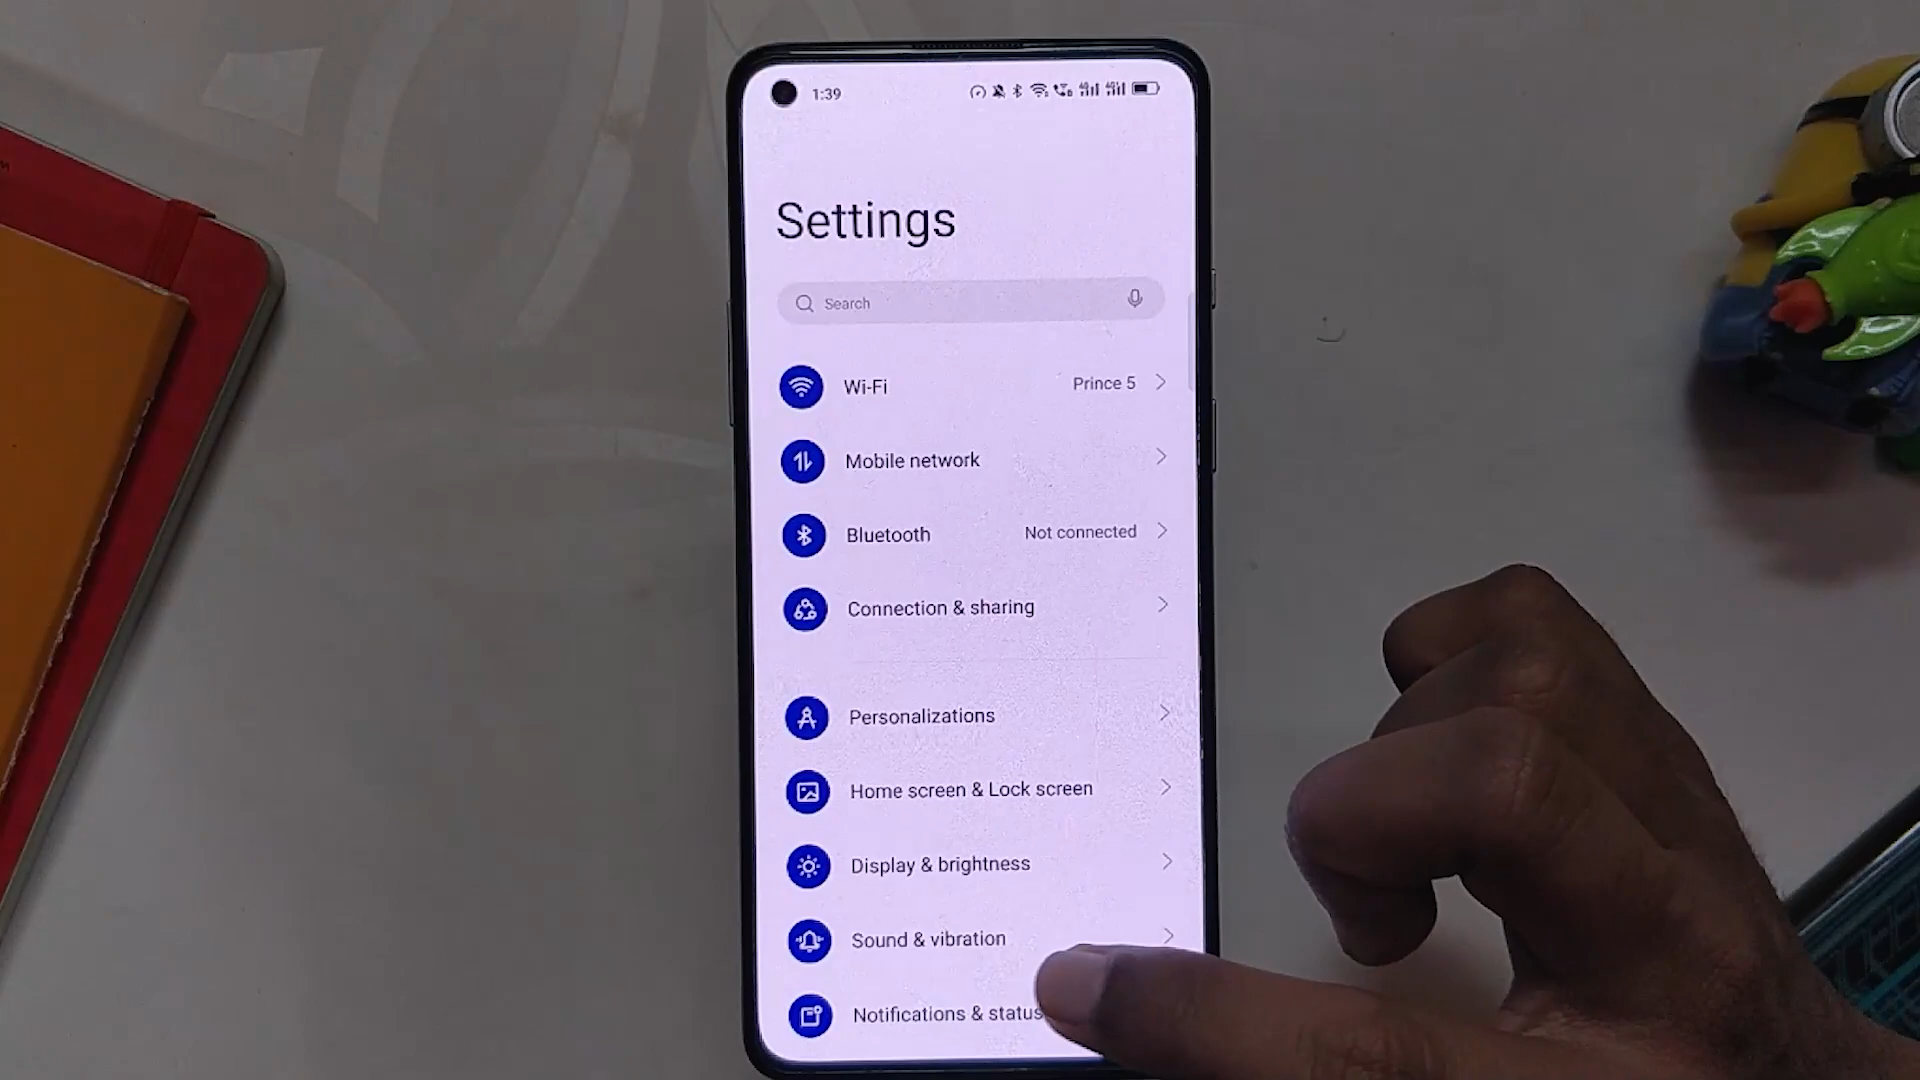 1:39
Settings
Search
Wi-Fi Prince 5
Mobile network
Bluetooth Not connected
Connection & sharing
Personalizations
Home screen & Lock screen
Display & brightness
Sound & vibration
Notifications & status